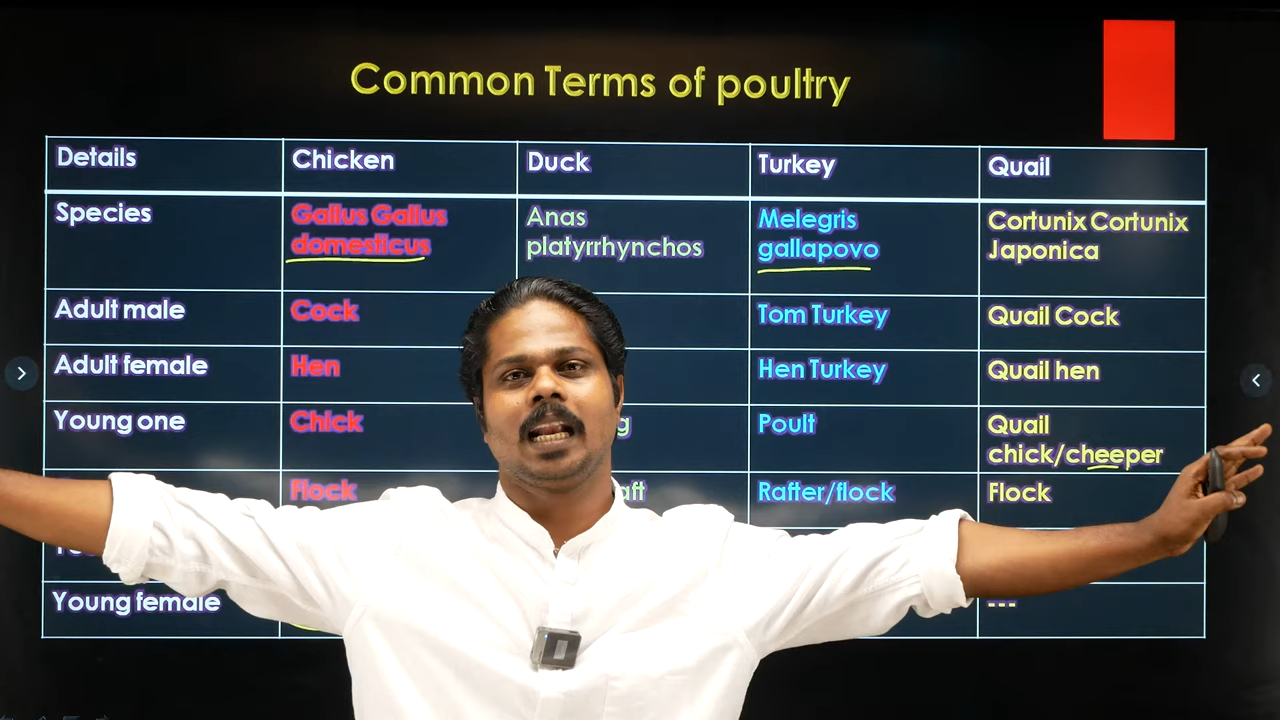 Common Terms of poultry
Details Chicken Duck Turkey Quail
Species Gallus Gallus domesticus Anas platyrrhynchos Melegris gallapovo Cortunix Cortunix Japonica
Adult male Cock Tom Turkey Quail Cock
Adult female Hen Hen Turkey Quail hen
Young one Chick Poult Quail chick/cheeper
Flock Rafter/flock Flock
Young female ---